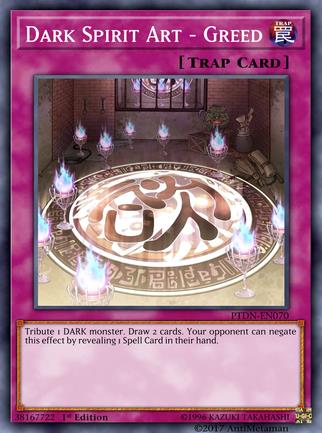 Dark Spirit Art - Greed
TRAP
罠
[Trap Card]
欲
PTDN-EN070
Tribute 1 DARK monster. Draw 2 cards. Your opponent can negate
this effect by revealing 1 Spell Card in their hand.
38167722 1st Edition ©1996 KAZUKI TAKAHASHI
©2017 AntiMetaman